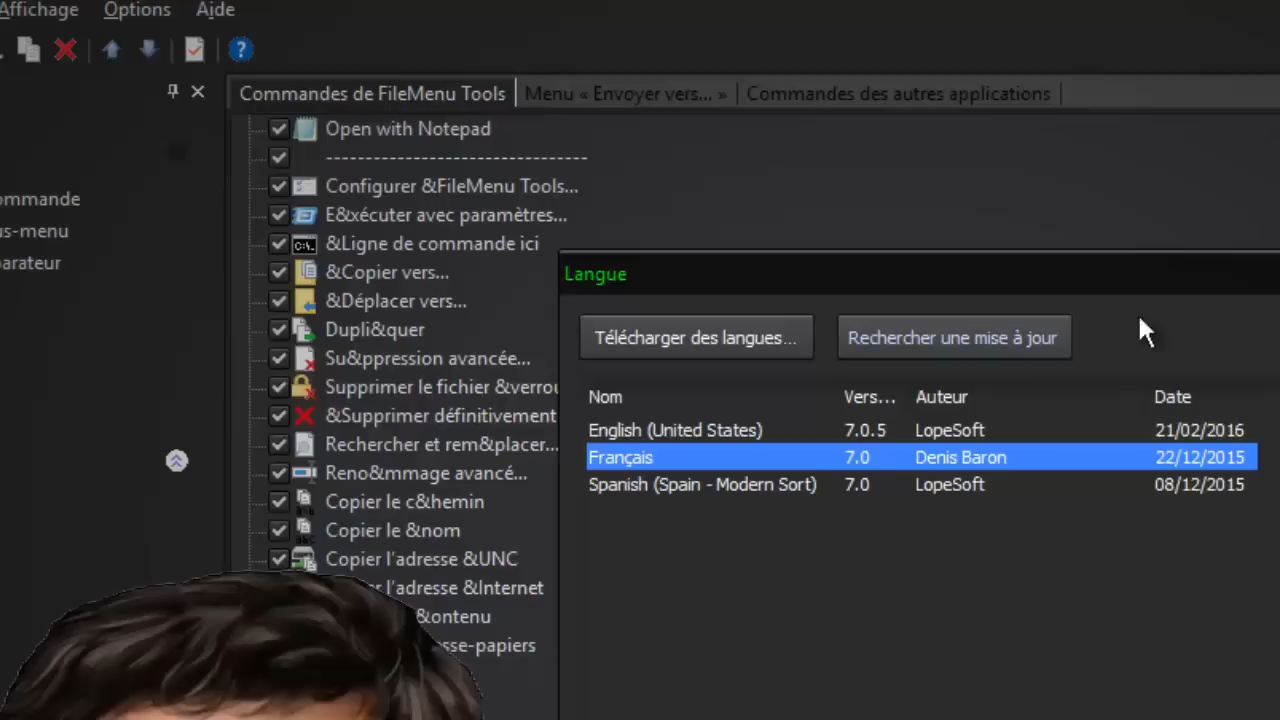 Affichage Options Aide
Commandes de FileMenu Tools Menu « Envoyer vers... » Commandes des autres applications
Open with Notepad
--------------------------------
ommande
Configurer &FileMenu Tools...
us-menu
E&xécuter avec paramètres...
parateur
&Ligne de commande ici
&Copier vers...
&Déplacer vers...
Dupli&quer
Su&ppression avancée...
Supprimer le fichier &verrou
&Supprimer définitivement
Rechercher et rem&placer...
Reno&mmage avancé...
Copier le c&hemin
Copier le &nom
Copier l'adresse &UNC
r l'adresse &Internet
&ontenu
sse-papiers
Langue
Télécharger des langues... Rechercher une mise à jour
Nom Vers... Auteur Date
English (United States) 7.0.5 LopeSoft 21/02/2016
Français 7.0 Denis Baron 22/12/2015
Spanish (Spain - Modern Sort) 7.0 LopeSoft 08/12/2015